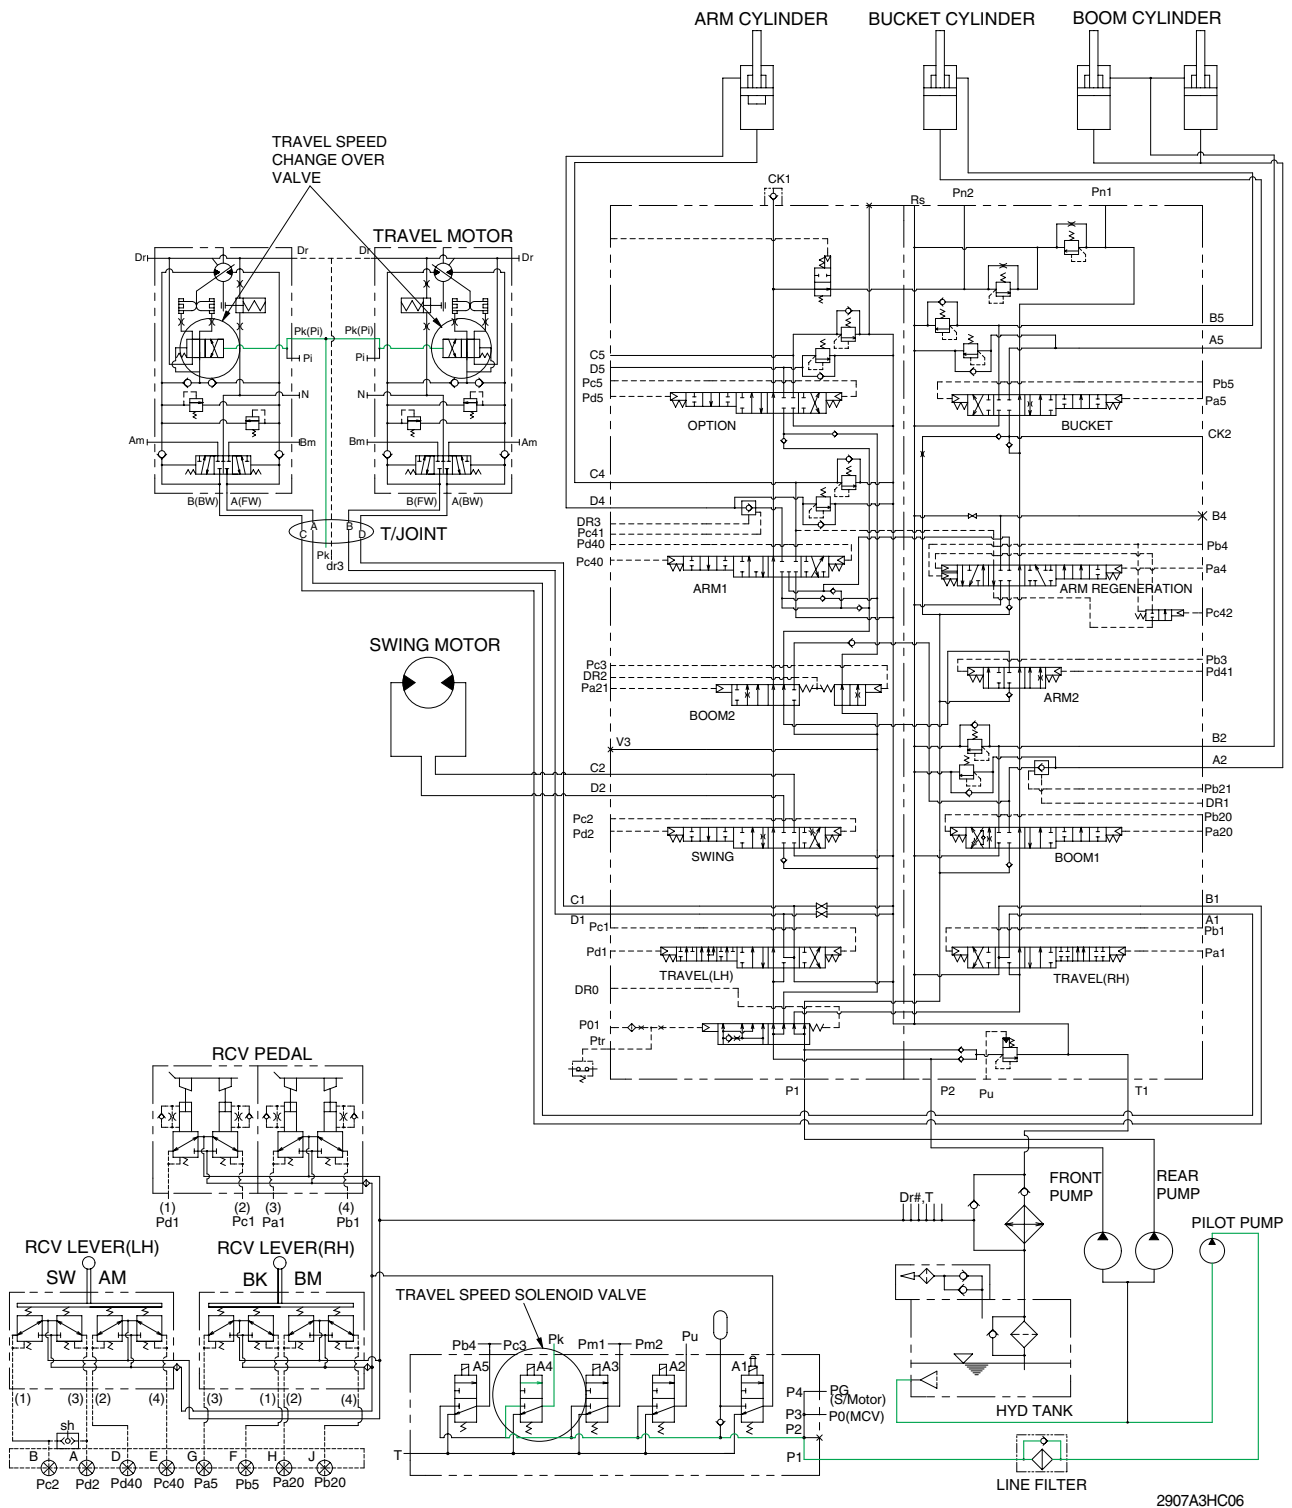 ARM CYLINDER
BUCKET CYLINDER
BOOM CYLINDER
TRAVEL SPEED
CHANGE OVER
VALVE
CK1
Rs
Pn2
Pn1
TRAVEL MOTOR
Dr
Dr
Dr
Dr
Pk(Pi)
Pk(Pi)
Pi
Pi
N
N
Am
Bm
Bm
Am
B(BW)
A(FW)
B(FW)
A(BW)
C
A
B
D
T/JOINT
Pk
dr3
B5
A5
C5
D5
Pc5
Pd5
Pb5
Pa5
OPTION
BUCKET
CK2
C4
D4
DR3
Pc41
Pd40
Pc40
B4
Pb4
Pa4
ARM1
ARM REGENERATION
Pc42
SWING MOTOR
Pc3
DR2
Pa21
Pb3
Pd41
BOOM2
ARM2
V3
B2
A2
C2
D2
Pb21
DR1
Pc2
Pd2
Pb20
Pa20
SWING
BOOM1
C1
D1
Pc1
B1
A1
Pb1
Pd1
Pa1
TRAVEL(LH)
TRAVEL(RH)
DR0
P01
Ptr
P1
P2
Pu
T1
RCV PEDAL
(1)
(2)
(3)
(4)
Pd1
Pc1
Pa1
Pb1
Dr#,T
FRONT
PUMP
REAR
PUMP
PILOT PUMP
RCV LEVER(LH)
RCV LEVER(RH)
SW
AM
BK
BM
TRAVEL SPEED SOLENOID VALVE
Pb4
Pc3
Pk
Pm1
Pm2
Pu
A5
A4
A3
A2
A1
(1)
(3)
(2)
(4)
(3)
(1)
(2)
(4)
P4
PG
(S/Motor)
P3
P0(MCV)
P2
P1
T
HYD TANK
sh
B
A
D
E
G
F
H
J
Pc2
Pd2
Pd40
Pc40
Pa5
Pb5
Pa20
Pb20
LINE FILTER
2907A3HC06